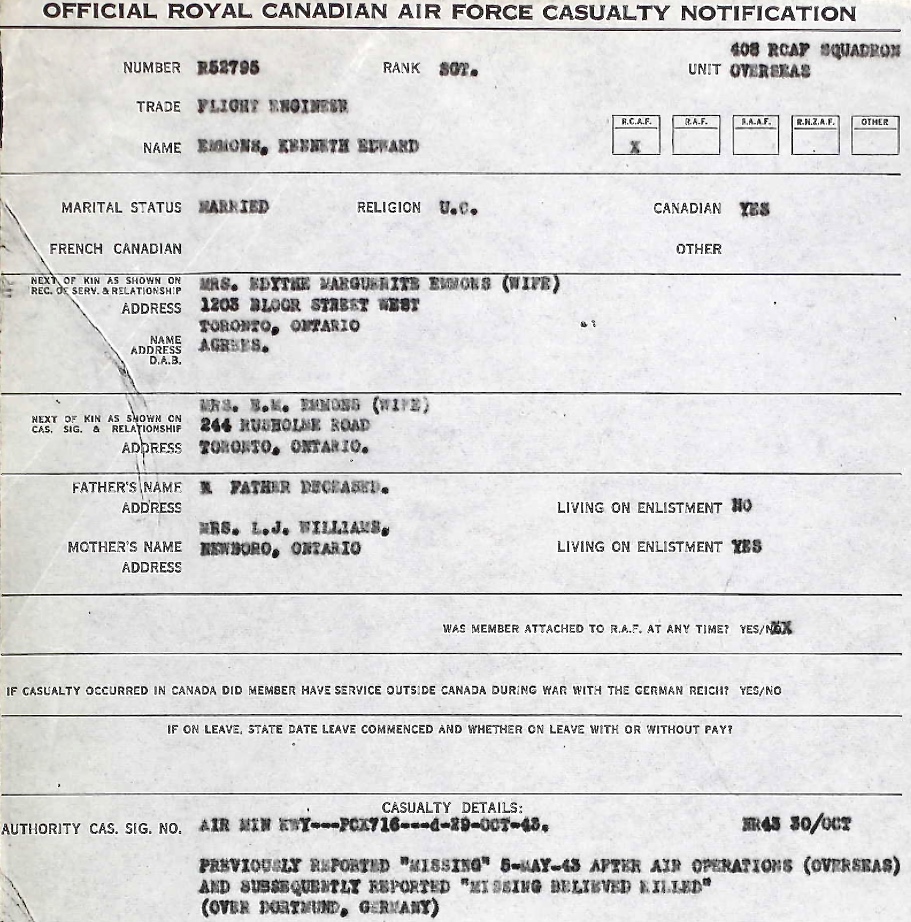 OFFICIAL ROYAL CANADIAN AIR FORCE CASUALTY NOTIFICATION
NUMBER R52795 RANK SGT. UNIT 408 RCAF SQUADRON OVERSEAS
TRADE FLIGHT ENGINEER
R.C.A.F. R.A.F. S.A.A.F. R.N.Z.A.F. OTHER
NAME EMMONS, KENNETH EDWARD X
MARITAL STATUS MARRIED RELIGION U.C. CANADIAN YES
FRENCH CANADIAN OTHER
NEXT OF KIN AS SHOWN ON REC. OF SERV. & RELATIONSHIP MRS. EDYTHE MARGUERITE EMMONS (WIFE)
ADDRESS 1203 BLOOR STREET WEST
TORONTO, ONTARIO
NAME ADDRESS D.A.B. AGREES.
MRS. E.M. EMMONS (WIFE)
NEXT OF KIN AS SHOWN ON CAS. SIG. & RELATIONSHIP 244 RUSHOLME ROAD
ADDRESS TORONTO, ONTARIO.
FATHER'S NAME FATHER DECEASED.
ADDRESS LIVING ON ENLISTMENT NO
MRS. L.J. WILLIAMS,
MOTHER'S NAME NEWBORO, ONTARIO LIVING ON ENLISTMENT YES
ADDRESS
WAS MEMBER ATTACHED TO R.A.F. AT ANY TIME? YES/
IF CASUALTY OCCURRED IN CANADA DID MEMBER HAVE SERVICE OUTSIDE CANADA DURING WAR WITH THE GERMAN REICH? YES/NO
IF ON LEAVE, STATE DATE LEAVE COMMENCED AND WHETHER ON LEAVE WITH OR WITHOUT PAY?
CASUALTY DETAILS:
AUTHORITY CAS. SIG. NO. AIR MIN KWY---PCX716---d-29-OCT-43. 30/OCT
PREVIOUSLY REPORTED "MISSING" 5-MAY-43 AFTER AIR OPERATIONS (OVERSEAS)
AND SUBSEQUENTLY REPORTED "MISSING BELIEVED KILLED"
(OVER DORTMUND, GERMANY)